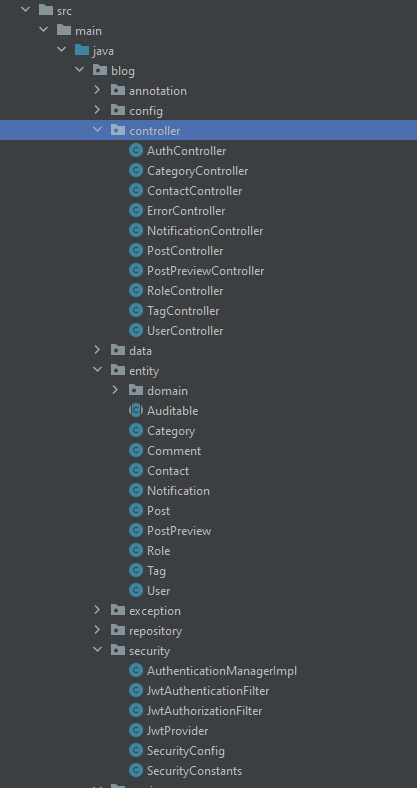 src
main
java
blog
annotation
config
controller
C AuthController
C CategoryController
C ContactController
C ErrorController
C NotificationController
C PostController
C PostPreviewController
C RoleController
C TagController
C UserController
data
entity
domain
C Auditable
C Category
C Comment
C Contact
C Notification
C Post
C PostPreview
C Role
C Tag
C User
exception
repository
security
C AuthenticationManagerImpl
C JwtAuthenticationFilter
C JwtAuthorizationFilter
C JwtProvider
C SecurityConfig
C SecurityConstants